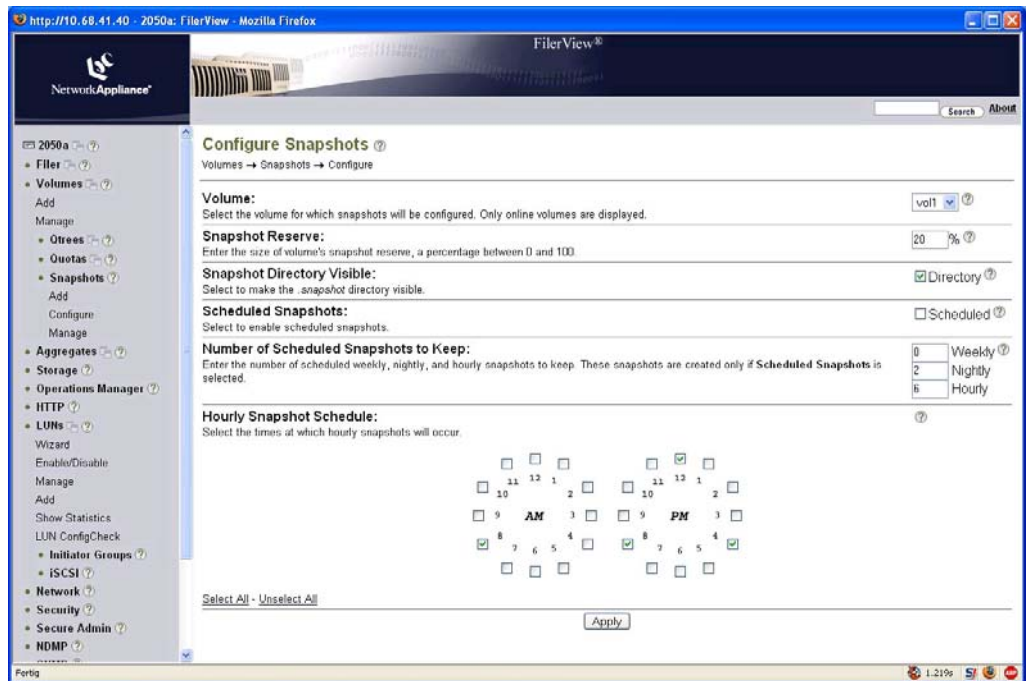 http://10.68.41.40 - 2050a: FilerView - Mozilla Firefox
NetworkAppliance®
FilerView®
Search About
2050a
Filer
Volumes
Add
Manage
Qtrees
Quotas
Snapshots
Add
Configure
Manage
Aggregates
Storage
Operations Manager
HTTP
LUNs
Wizard
Enable/Disable
Manage
Add
Show Statistics
LUN ConfigCheck
Initiator Groups
iSCSI
Network
Security
Secure Admin
NDMP
Configure Snapshots
Volumes → Snapshots → Configure
Volume:
Select the volume for which snapshots will be configured. Only online volumes are displayed.
vol1
Snapshot Reserve:
Enter the size of volume's snapshot reserve, a percentage between 0 and 100.
20 %
Snapshot Directory Visible:
Select to make the .snapshot directory visible.
Directory
Scheduled Snapshots:
Select to enable scheduled snapshots.
Scheduled
Number of Scheduled Snapshots to Keep:
Enter the number of scheduled weekly, nightly, and hourly snapshots to keep. These snapshots are created only if Scheduled Snapshots is
selected.
0 Weekly
2 Nightly
6 Hourly
Hourly Snapshot Schedule:
Select the times at which hourly snapshots will occur.
11 12 1
10 2
9 AM 3
8 4
7 6 5
11 12 1
10 2
9 PM 3
8 4
7 6 5
Select All - Unselect All
Apply
Fertig
1.219s